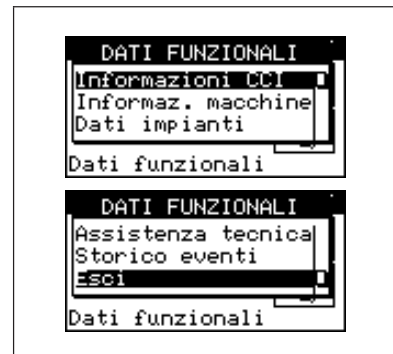 DATI FUNZIONALI
Informazioni CCI
Informaz. macchine
Dati impianti
Dati funzionali
DATI FUNZIONALI
Assistenza tecnica
Storico eventi
Esci
Dati funzionali